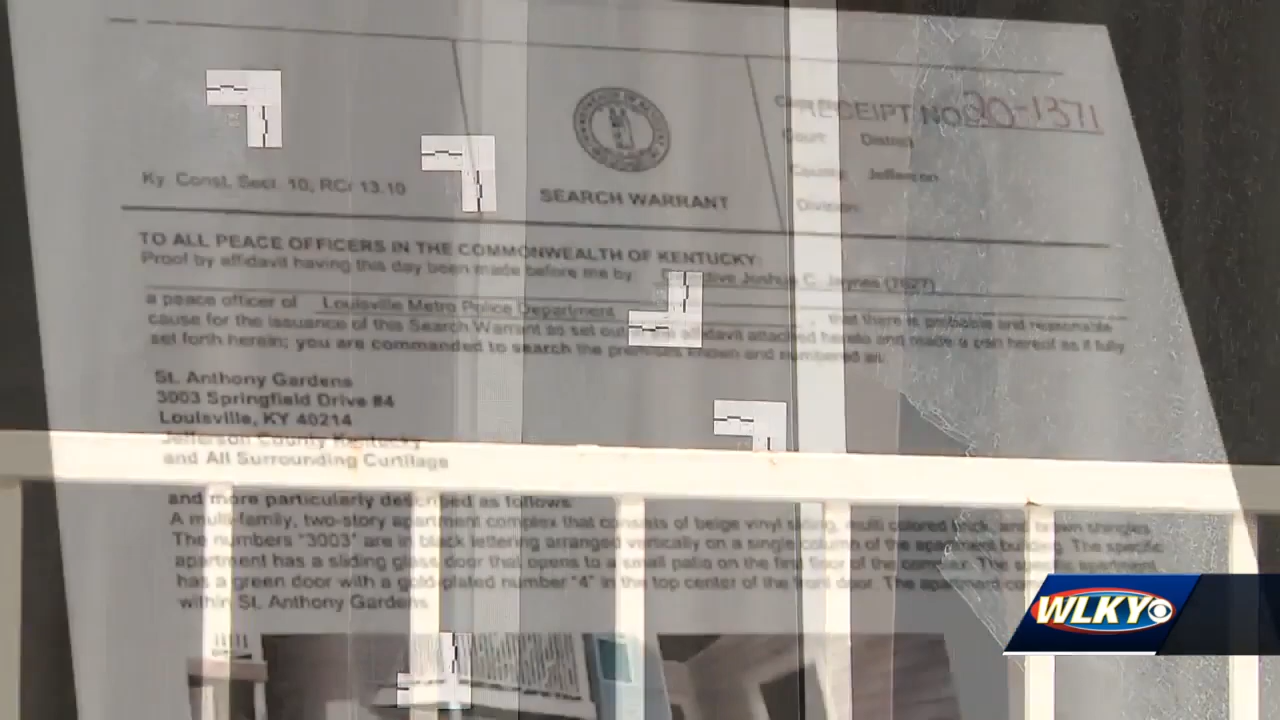 RECEIPT NO. 20-1371
Court District
County Jefferson
Ky. Const. Sect. 10, RCr 13.10
SEARCH WARRANT
Division
TO ALL PEACE OFFICERS IN THE COMMONWEALTH OF KENTUCKY:
Proof by affidavit having this day been made before me by Joshua C. Jaynes (7627)
a peace officer of Louisville Metro Police Department that there is probable and reasonable
cause for the issuance of this Search Warrant as set out affidavit attached hereto and made a part hereof as if fully
set forth herein; you are commanded to search the premises known and numbered as:
St. Anthony Gardens
3003 Springfield Drive #4
Louisville, KY 40214
Jefferson County Kentucky
and All Surrounding Curtilage
and more particularly described as follows
A multi-family, two-story apartment complex that consists of beige vinyl siding, multi colored brick, and brown shingles.
The numbers "3003" are in black lettering arranged vertically on a single column of the apartment building. The specific
apartment has a sliding glass door that opens to a small patio on the first floor of the complex. The specific apartment
has a green door with a gold-plated number "4" in the top center of the front door. The apartment
within St. Anthony Gardens
WLKY